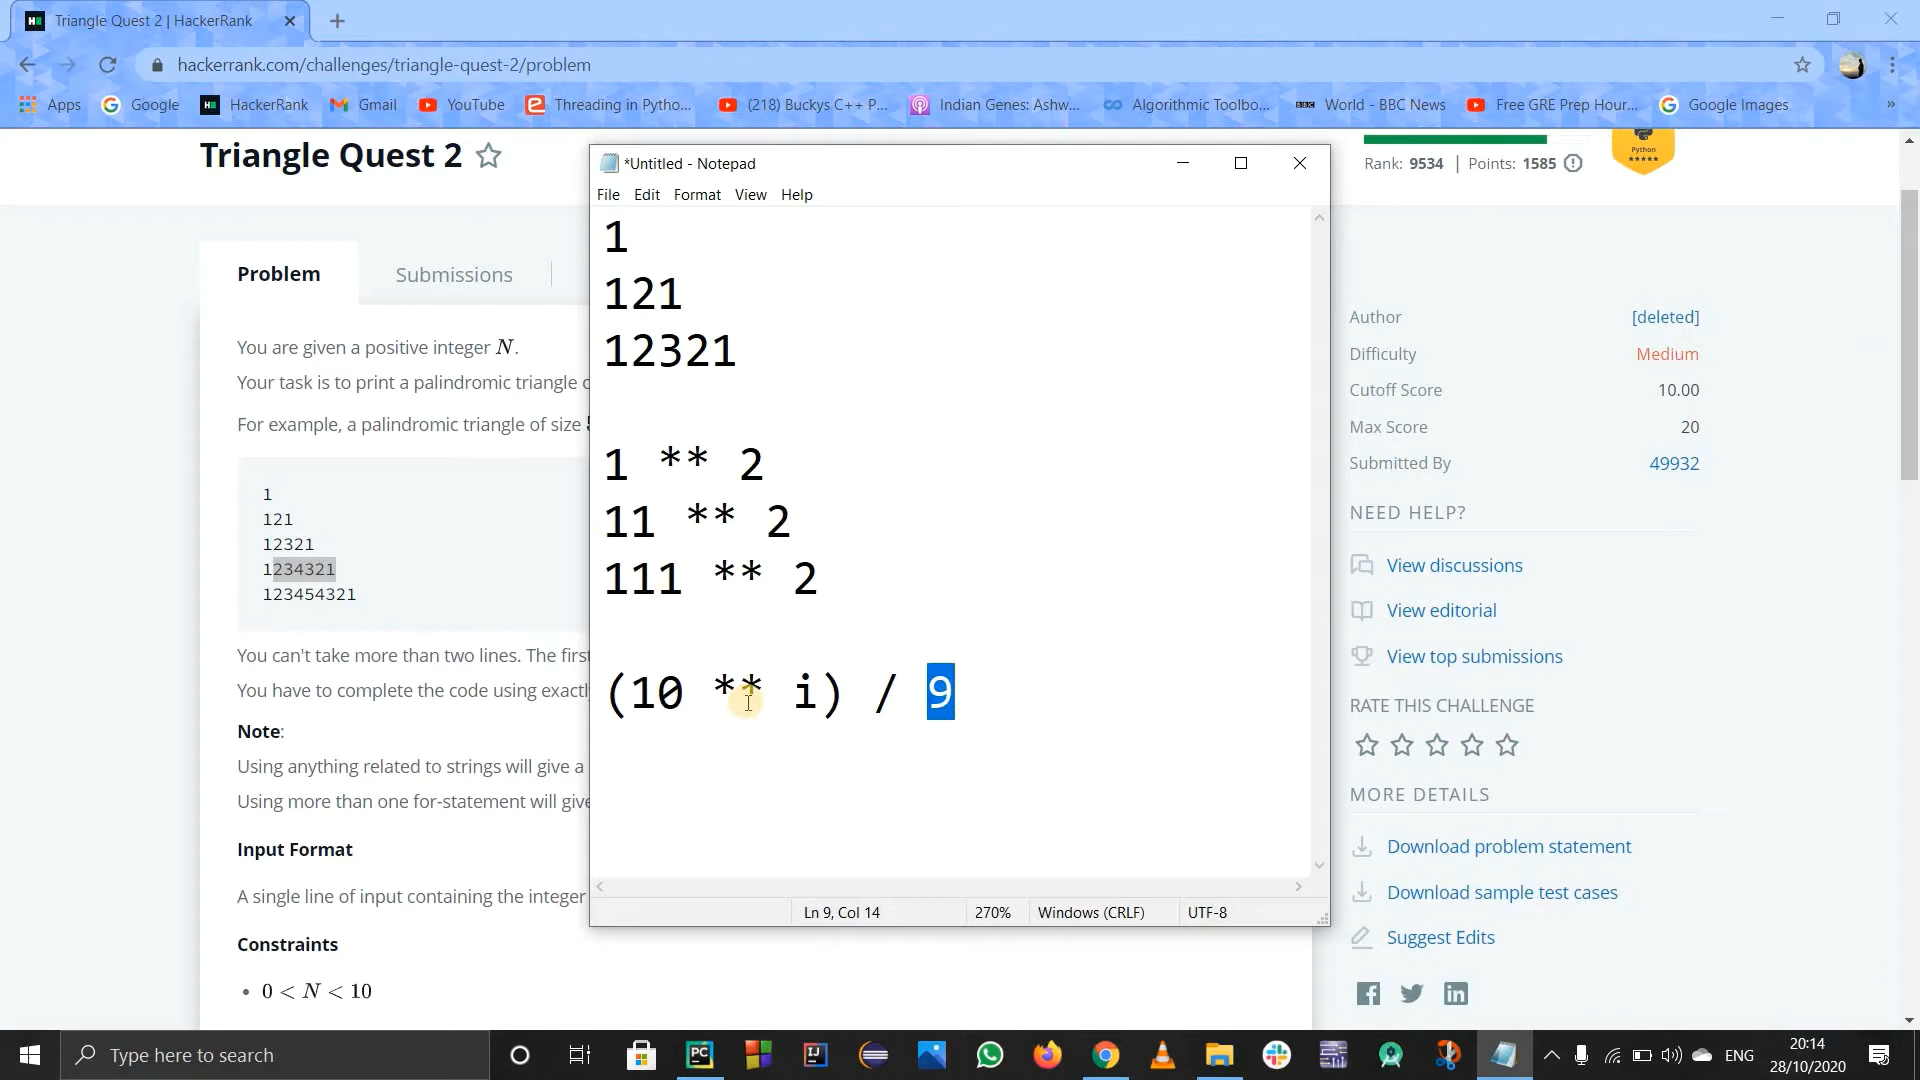 Triangle Quest 2 | HackerRank
hackerrank.com/challenges/triangle-quest-2/problem
Apps Google HackerRank Gmail YouTube Threading in Pytho... (218) Buckys C++ P... Indian Genes: Ashw... Algorithmic Toolbo... World - BBC News Free GRE Prep Hour... Google Images »
Triangle Quest 2
Rank: 9534 | Points: 1585
Python
Problem
Submissions
You are given a positive integer N.
Your task is to print a palindromic triangle
For example, a palindromic triangle of size
1
121
12321
1234321
123454321
You can't take more than two lines. The first
You have to complete the code using exactly
Note:
Using anything related to strings will give a
Using more than one for-statement will give
Input Format
A single line of input containing the integer
Constraints
• 0 < N < 10
*Untitled - Notepad
File Edit Format View Help
1
121
12321
1 ** 2
11 ** 2
111 ** 2
(10 ** i) / 9
Ln 9, Col 14 270% Windows (CRLF) UTF-8
Author [deleted]
Difficulty Medium
Cutoff Score 10.00
Max Score 20
Submitted By 49932
NEED HELP?
View discussions
View editorial
View top submissions
RATE THIS CHALLENGE
MORE DETAILS
Download problem statement
Download sample test cases
Suggest Edits
Type here to search
ENG
20:14
28/10/2020